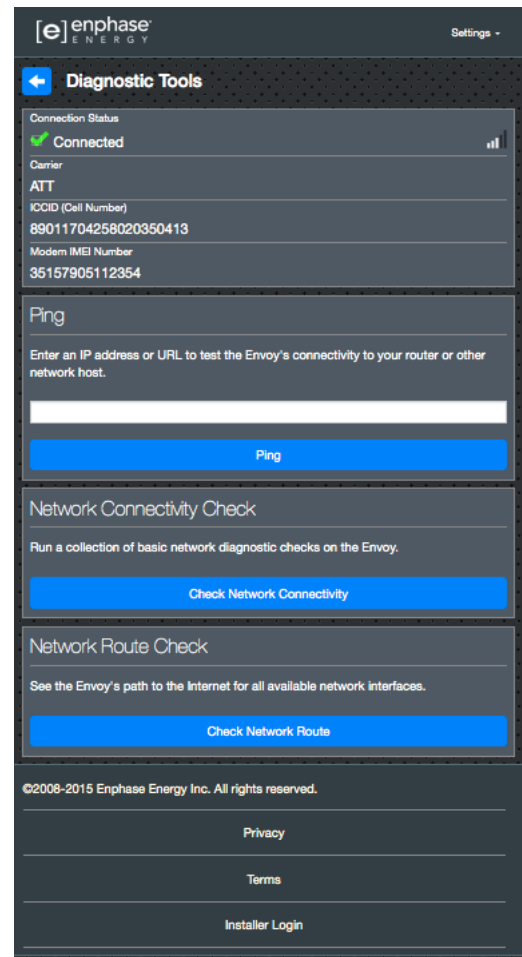 [e] enphase
ENERGY
Settings
Diagnostic Tools
Connection Status
Connected
Carrier
ATT
ICCID (Cell Number)
89011704258020350413
Modem IMEI Number
35157905112354
Ping
Enter an IP address or URL to test the Envoy's connectivity to your router or other
network host.
Ping
Network Connectivity Check
Run a collection of basic network diagnostic checks on the Envoy.
Check Network Connectivity
Network Route Check
See the Envoy's path to the Internet for all available network interfaces.
Check Network Route
©2008-2015 Enphase Energy Inc. All rights reserved.
Privacy
Terms
Installer Login